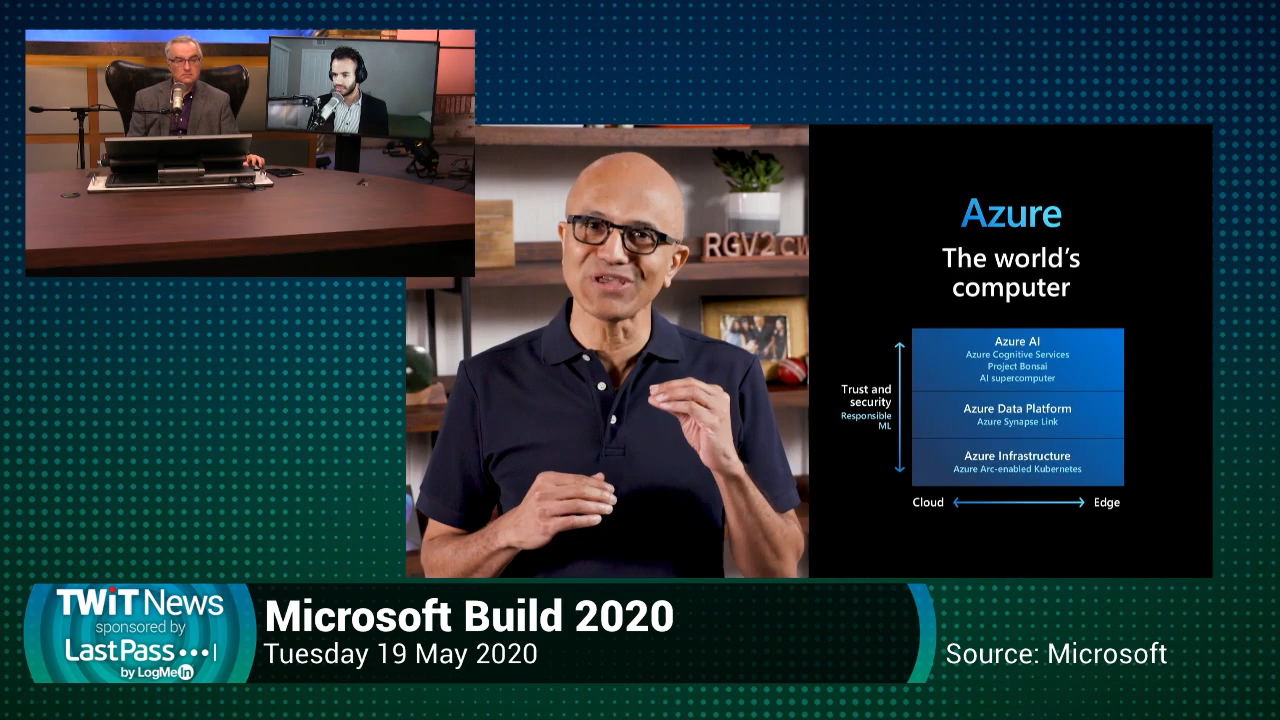 RGV2cW
Azure
The world's
computer
Azure AI
Azure Cognitive Services
Project Bonsai
AI supercomputer
Trust and
security
Responsible
ML
Azure Data Platform
Azure Synapse Link
Azure Infrastructure
Azure Arc-enabled Kubernetes
Cloud
Edge
TWiT News
sponsored by
LastPass•••|
by LogMeIn
Microsoft Build 2020
Tuesday 19 May 2020
Source: Microsoft